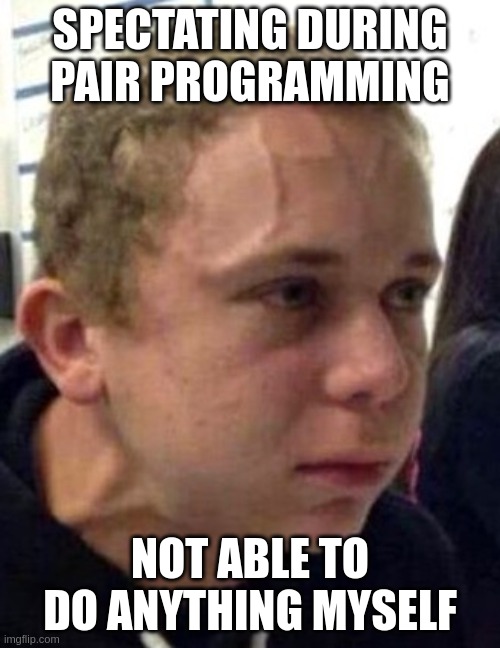 SPECTATING DURING
PAIR PROGRAMMING
NOT ABLE TO
DO ANYTHING MYSELF
imgflip.com